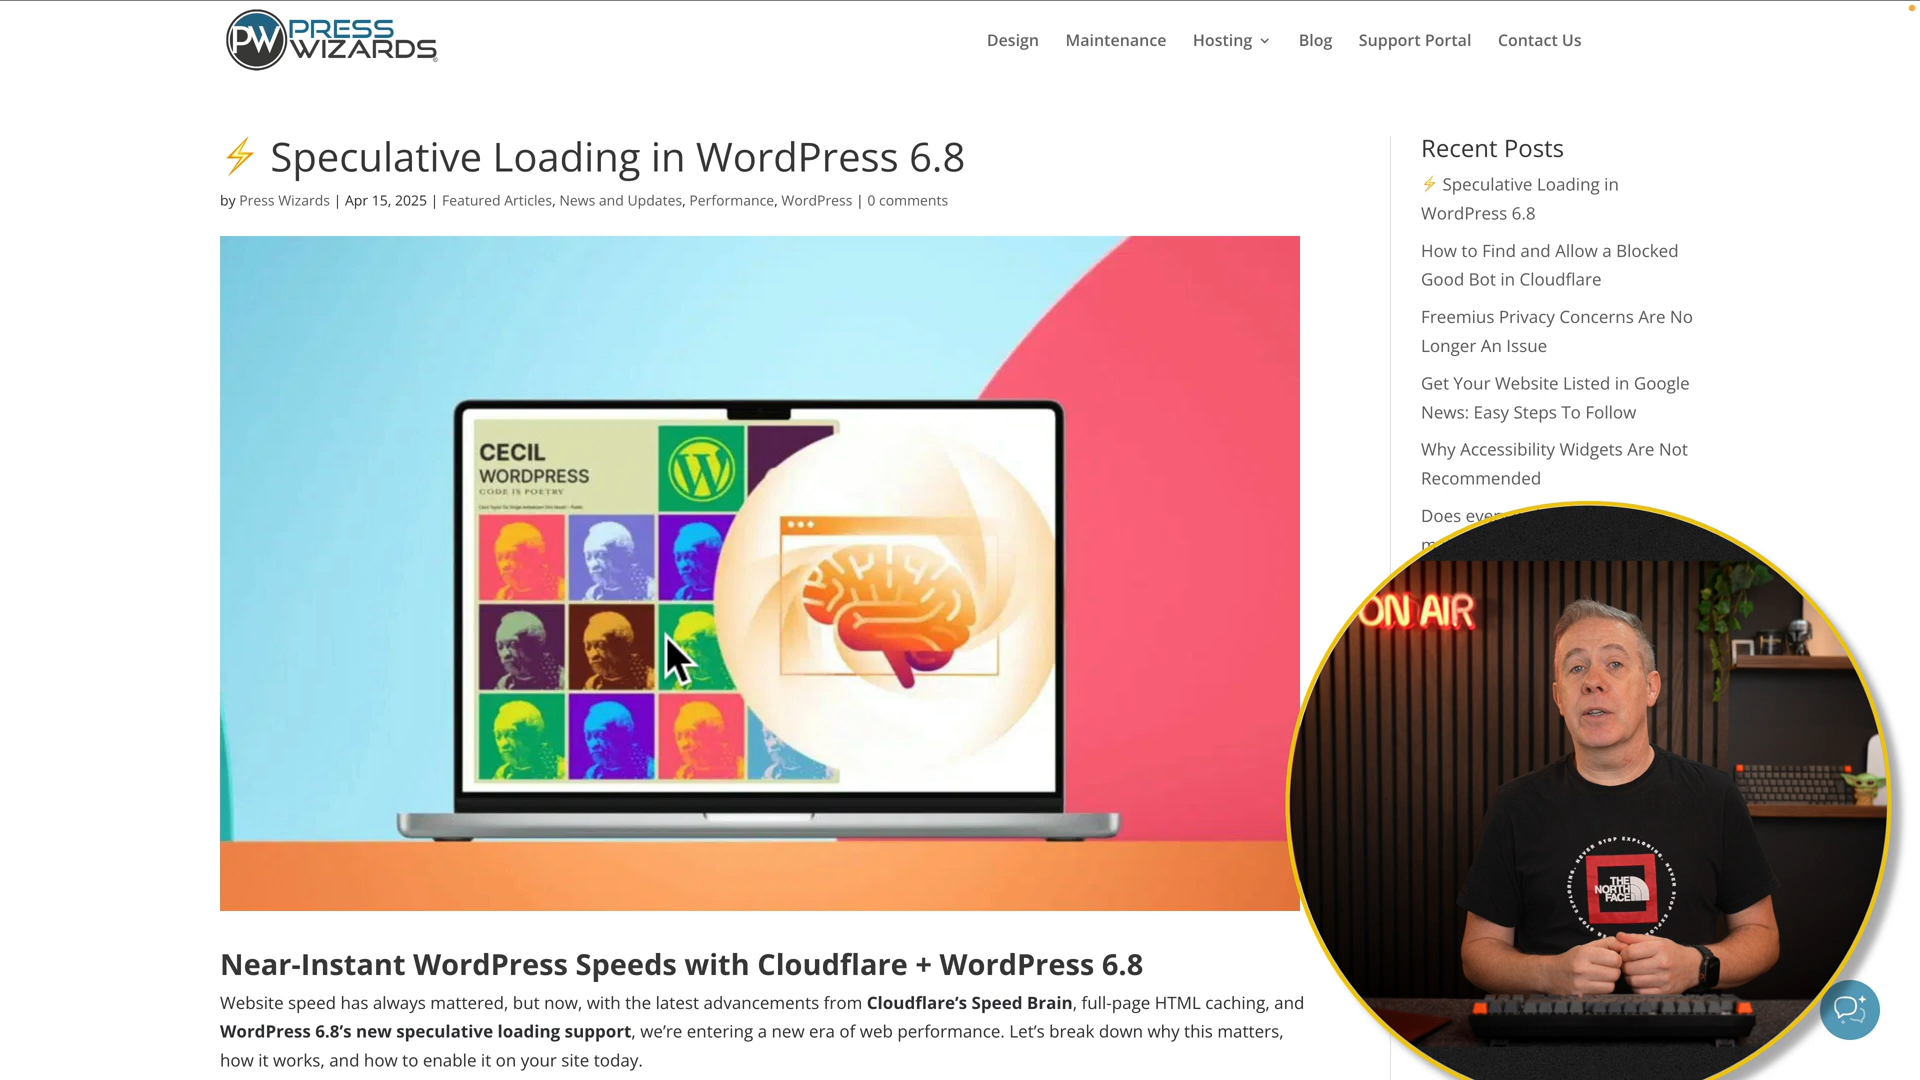 PW PRESS
WIZARDS
Design Maintenance Hosting Blog Support Portal Contact Us
⚡ Speculative Loading in WordPress 6.8
by Press Wizards | Apr 15, 2025 | Featured Articles, News and Updates, Performance, WordPress | 0 comments
CECIL
WORDPRESS
CODE IS POETRY
Near-Instant WordPress Speeds with Cloudflare + WordPress 6.8
Website speed has always mattered, but now, with the latest advancements from Cloudflare’s Speed Brain, full-page HTML caching, and
WordPress 6.8’s new speculative loading support, we’re entering a new era of web performance. Let’s break down why this matters,
how it works, and how to enable it on your site today.
Recent Posts
⚡ Speculative Loading in
WordPress 6.8
How to Find and Allow a Blocked
Good Bot in Cloudflare
Freemius Privacy Concerns Are No
Longer An Issue
Get Your Website Listed in Google
News: Easy Steps To Follow
Why Accessibility Widgets Are Not
Recommended
Does
ON AIR
NEVER STOP EXPLORING.
THE
NORTH
FACE